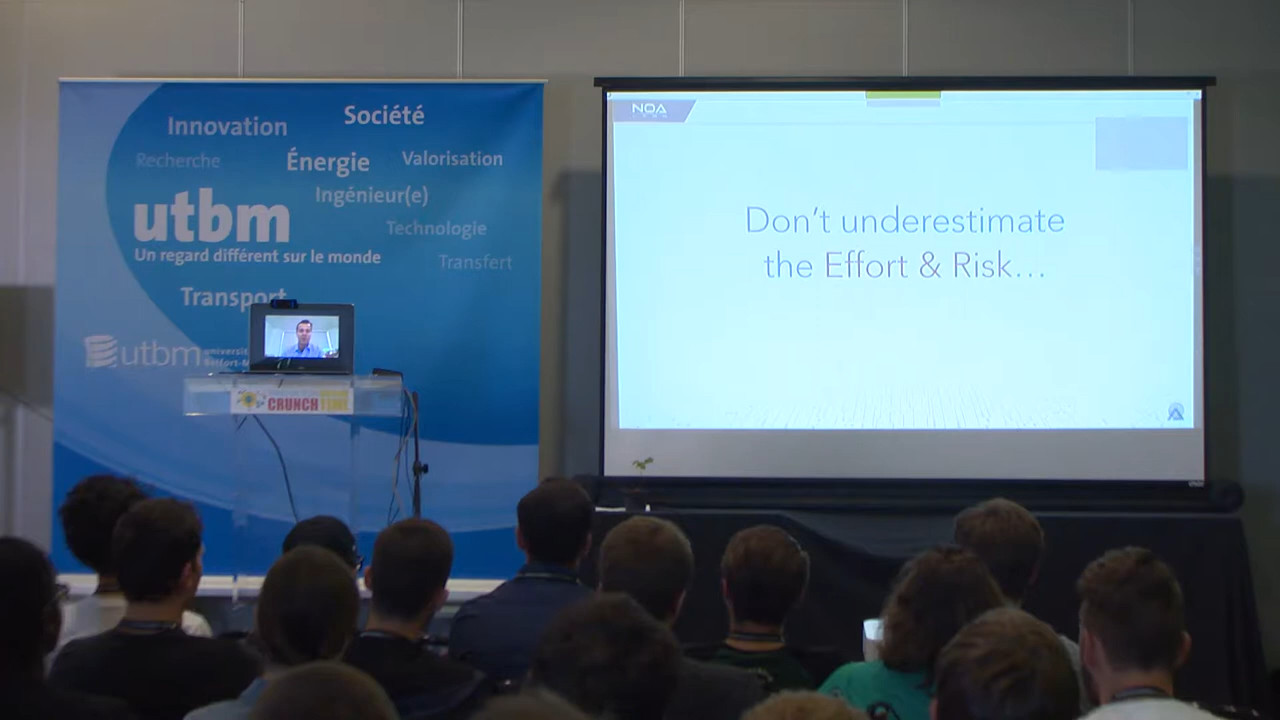 Innovation
Société
Recherche
Énergie
Valorisation
Ingénieur(e)
utbm
Technologie
Un regard différent sur le monde
Transfert
Transport
utbm
CRUNCH
NOA
Don't underestimate
the Effort & Risk...